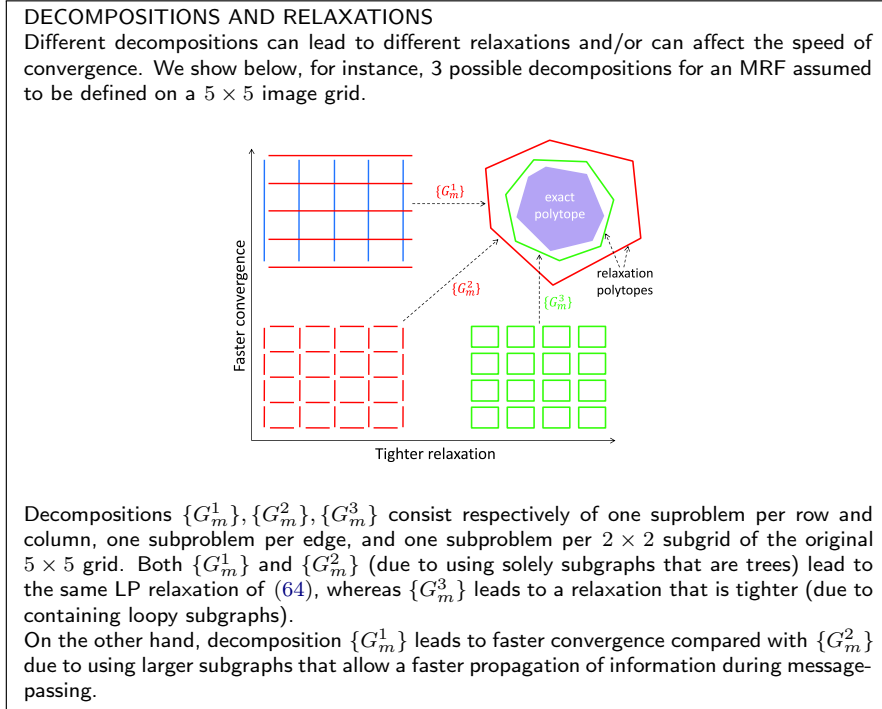 DECOMPOSITIONS AND RELAXATIONS
Different decompositions can lead to different relaxations and/or can affect the speed of
convergence. We show below, for instance, 3 possible decompositions for an MRF assumed
to be defined on a 5 × 5 image grid.
{G_m^1}
exact
polytope
relaxation
polytopes
{G_m^2}
{G_m^3}
Faster convergence
Tighter relaxation
Decompositions {G_m^1}, {G_m^2}, {G_m^3} consist respectively of one suproblem per row and
column, one subproblem per edge, and one subproblem per 2 × 2 subgrid of the original
5 × 5 grid. Both {G_m^1} and {G_m^2} (due to using solely subgraphs that are trees) lead to
the same LP relaxation of (64), whereas {G_m^3} leads to a relaxation that is tighter (due to
containing loopy subgraphs).
On the other hand, decomposition {G_m^1} leads to faster convergence compared with {G_m^2}
due to using larger subgraphs that allow a faster propagation of information during message-
passing.